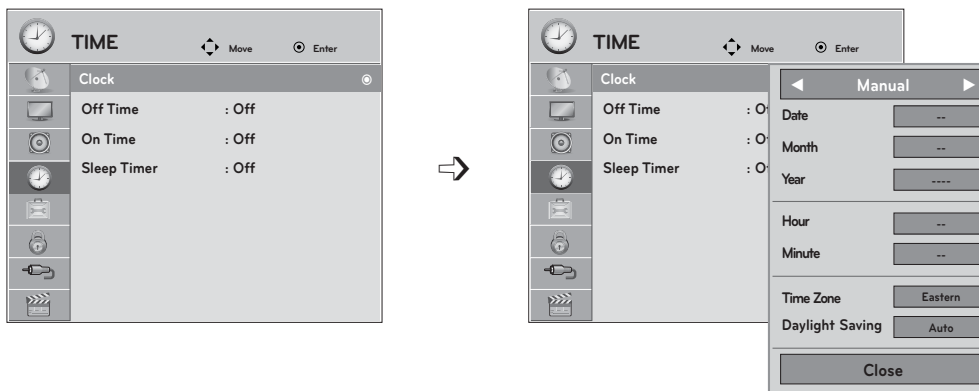 TIME Move Enter
Clock
Off Time : Off
On Time : Off
Sleep Timer : Off
TIME Move Enter
Clock
Off Time : O
On Time : O
Sleep Timer : O
Manual
Date --
Month --
Year ----
Hour --
Minute --
Time Zone Eastern
Daylight Saving Auto
Close